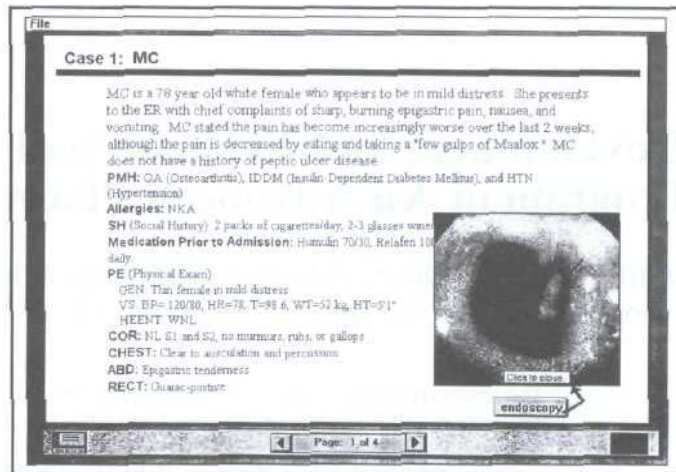 File
Case 1: MC
MC is a 78 year old white female who appears to be in mild distress. She presents
to the ER with chief complaints of sharp, burning epigastric pain, nausea, and
vomiting. MC stated the pain has become increasingly worse over the last 2 weeks,
although the pain is decreased by eating and taking a "few gulps of Maalox." MC
does not have a history of peptic ulcer disease.
PMH: OA (Osteoarthritis), IDDM (Insulin-Dependent Diabetes Mellitus), and HTN
(Hypertension)
Allergies: NKA
SH (Social History): 2 packs of cigarettes/day, 2-3 glasses wine
Medication Prior to Admission: Humulin 70/30, Relafen
daily.
PE (Physical Exam)
GEN: Thin female in mild distress
VS: BP= 120/80, HR=78, T=98.6, WT=52 kg, HT=5'1"
HEENT: WNL
COR: NL S1 and S2, no murmurs, rubs, or gallops
CHEST: Clear to auscultation and percussion
ABD: Epigastric tenderness
RECT: Guaiac-positive
Click to close
endoscopy
Page: 1 of 4